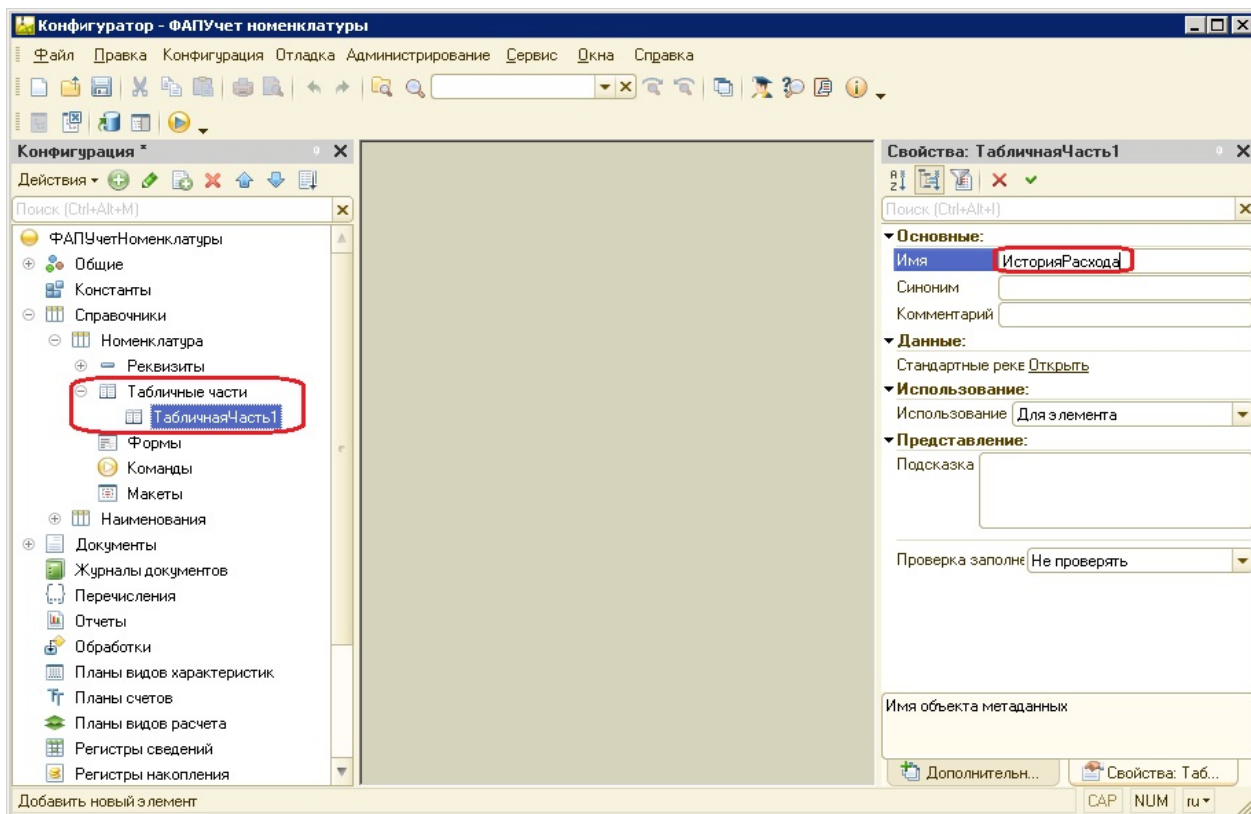 Конфигуратор - ФАПУчет номенклатуры
Файл Правка Конфигурация Отладка Администрирование Сервис Окна Справка
Конфигурация *
Действия
Поиск (Ctrl+Alt+M)
ФАПУчетНоменклатуры
Общие
Константы
Справочники
Номенклатура
Реквизиты
Табличные части
ТабличнаяЧасть1
Формы
Команды
Макеты
Наименования
Документы
Журналы документов
Перечисления
Отчеты
Обработки
Планы видов характеристик
Планы счетов
Планы видов расчета
Регистры сведений
Регистры накопления
Свойства: ТабличнаяЧасть1
Поиск (Ctrl+Alt+I)
Основные:
Имя ИсторияРасхода
Синоним
Комментарий
Данные:
Стандартные рекв Открыть
Использование:
Использование Для элемента
Представление:
Подсказка
Проверка заполне Не проверять
Имя объекта метаданных
Дополнительн... Свойства: Таб...
Добавить новый элемент CAP NUM ru